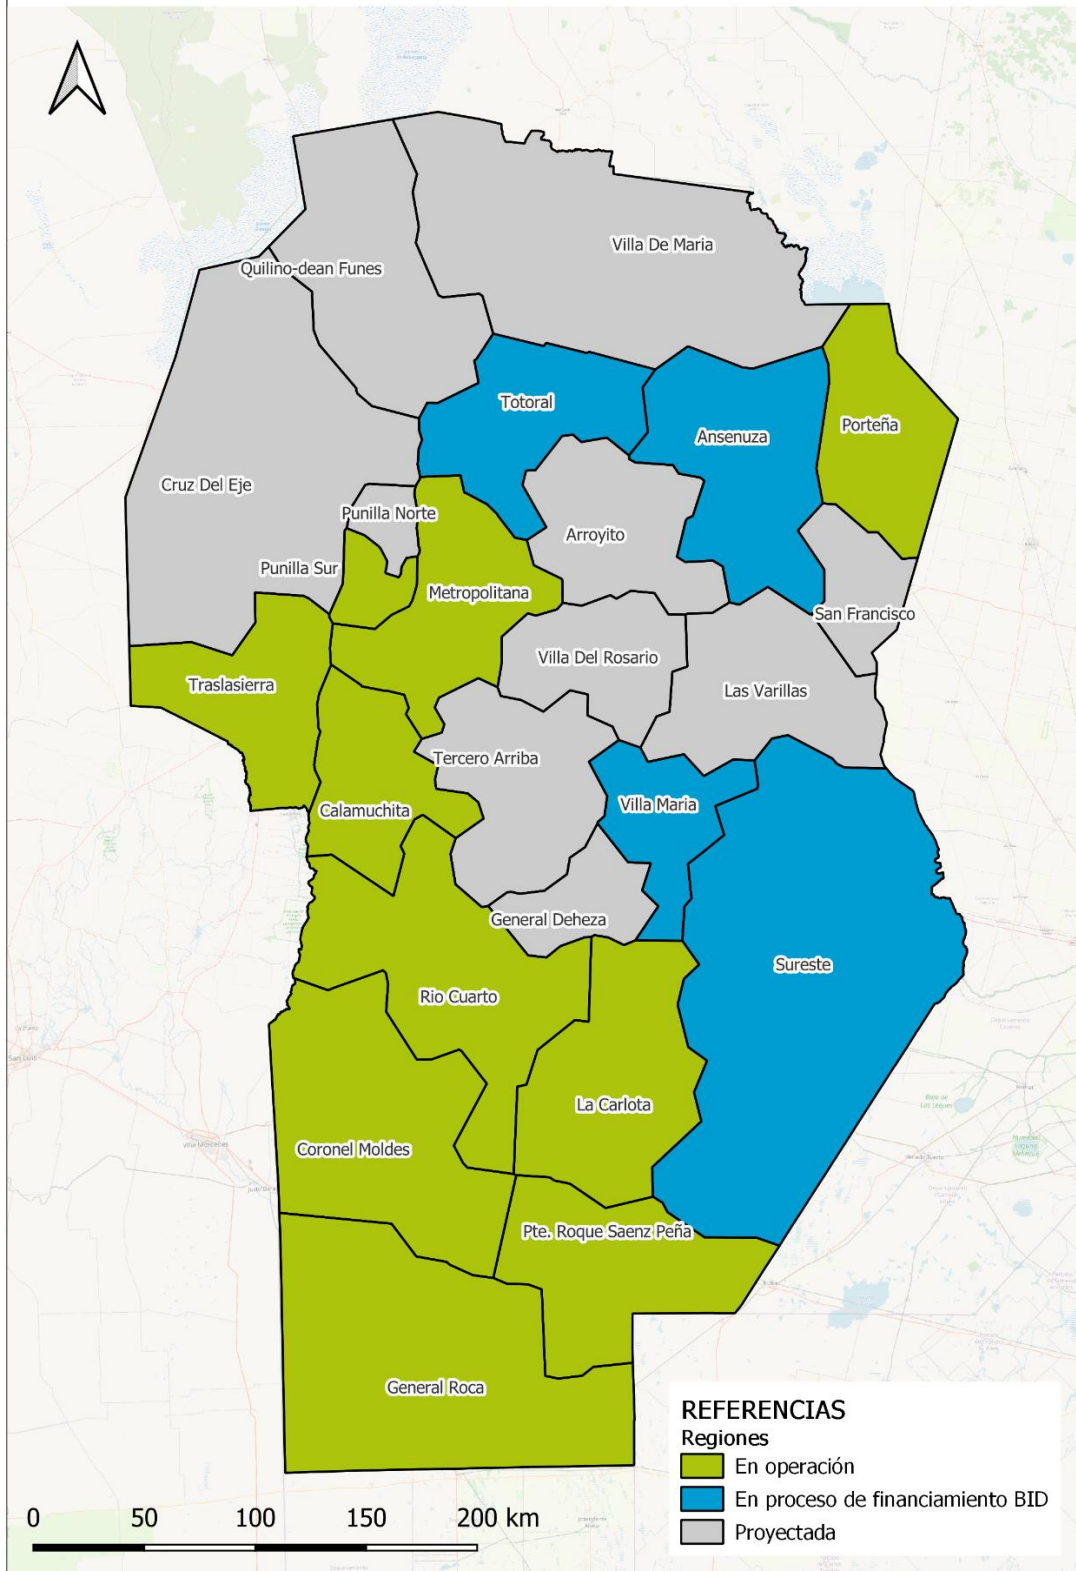 Villa De Maria
Quilino-dean Funes
Totoral
Porteña
Ansenuza
Cruz Del Eje
Punilla Norte
Arroyito
Punilla Sur
Metropolitana
San Francisco
Villa Del Rosario
Traslasierra
Las Varillas
Tercero Arriba
Villa Maria
Calamuchita
General Deheza
Sureste
Rio Cuarto
La Carlota
Coronel Moldes
Pte. Roque Saenz Peña
General Roca
REFERENCIAS
Regiones
En operación
En proceso de financiamiento BID
Proyectada
0 50 100 150 200 km